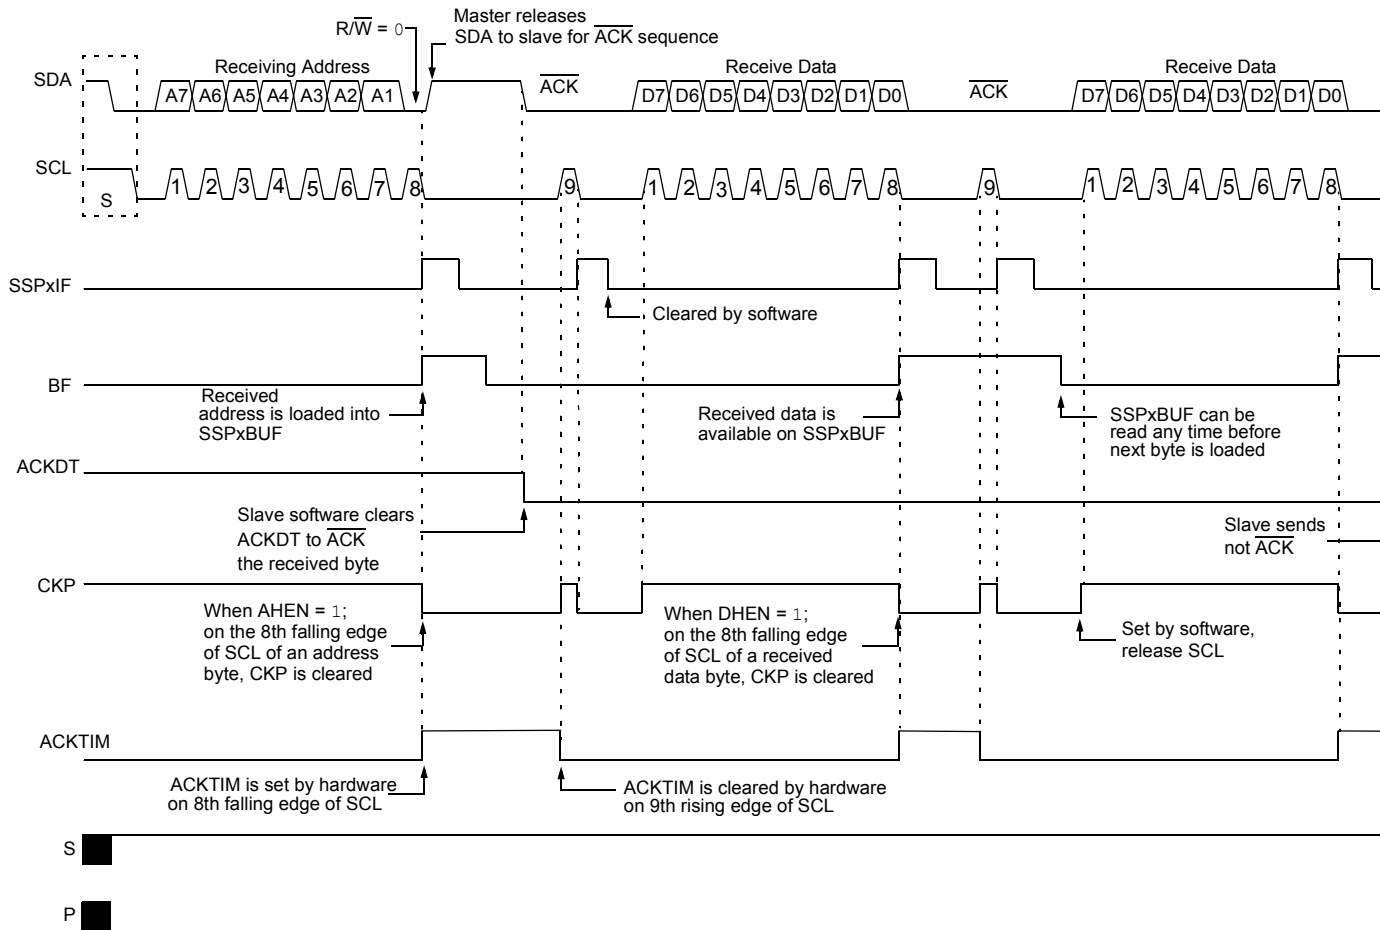 R/W = 0
Master releases
SDA to slave for ACK sequence
Receiving Address
Receive Data
Receive Data
SDA
A7 A6 A5 A4 A3 A2 A1
ACK
D7 D6 D5 D4 D3 D2 D1 D0
ACK
D7 D6 D5 D4 D3 D2 D1 D0
SCL
S
1 2 3 4 5 6 7 8
9
1 2 3 4 5 6 7 8
9
1 2 3 4 5 6 7 8
SSPxIF
Cleared by software
BF
Received
address is loaded into
SSPxBUF
Received data is
available on SSPxBUF
SSPxBUF can be
read any time before
next byte is loaded
ACKDT
Slave software clears
ACKDT to ACK
the received byte
Slave sends
not ACK
CKP
When AHEN = 1;
on the 8th falling edge
of SCL of an address
byte, CKP is cleared
When DHEN = 1;
on the 8th falling edge
of SCL of a received
data byte, CKP is cleared
Set by software,
release SCL
ACKTIM
ACKTIM is set by hardware
on 8th falling edge of SCL
ACKTIM is cleared by hardware
on 9th rising edge of SCL
S
P